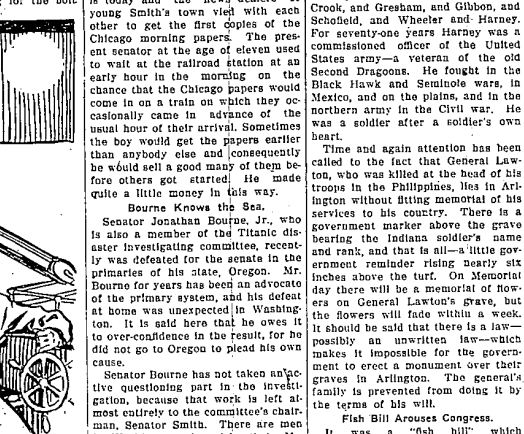 is today and the news dealers
young Smith's town vied with each
other to get the first copies of the
Chicago morning papers. The pres-
ent senator at the age of eleven used
to wait at the railroad station at an
early hour in the morning on the
chance that the Chicago papers would
come in on a train on which they oc-
casionally came in advance of the
usual hour of their arrival. Sometimes
the boy would get the papers earlier
than anybody else and consequently
he would sell a good many of them be-
fore others got started. He made
quite a little money in this way.
Bourne Knows the Sea.
Senator Jonathan Bourne, Jr., who
is also a member of the Titanic dis-
aster investigating committee, recent-
ly was defeated for the senate in the
primaries of his state, Oregon. Mr.
Bourne for years has been an advocate
of the primary system, and his defeat
at home was unexpected in Washing-
ton. It is said here that he owes it
to over-confidence in the result, for he
did not go to Oregon to plead his own
cause.
Senator Bourne has not taken an ac-
tive questioning part in the investi-
gation, because that work is left al-
most entirely to the committee's chair-
man, Senator Smith. There are men
Crook, and Gresham, and Gibbon, and
Schofield, and Wheeler and Harney.
For seventy-one years Harney was a
commissioned officer of the United
States army—a veteran of the old
Second Dragoons. He fought in the
Black Hawk and Seminole wars, in
Mexico, and on the plains, and in the
northern army in the Civil war. He
was a soldier after a soldier's own
heart.
Time and again attention has been
called to the fact that General Law-
ton, who was killed at the head of his
troops in the Philippines, lies in Arl-
ington without fitting memorial of his
services to his country. There is a
government marker above the grave
bearing the Indiana soldier's name
and rank, and that is all—a little gov-
ernment reminder rising nearly six
inches above the turf. On Memorial
day there will be a memorial of flow-
ers on General Lawton's grave, but
the flowers will fade within a week.
It should be said that there is a law—
possibly an unwritten law—which
makes it impossible for the govern-
ment to erect a monument over their
graves in Arlington. The general's
family is prevented from doing it by
the terms of his will.
Fish Bill Arouses Congress.
It was a "fish bill" which